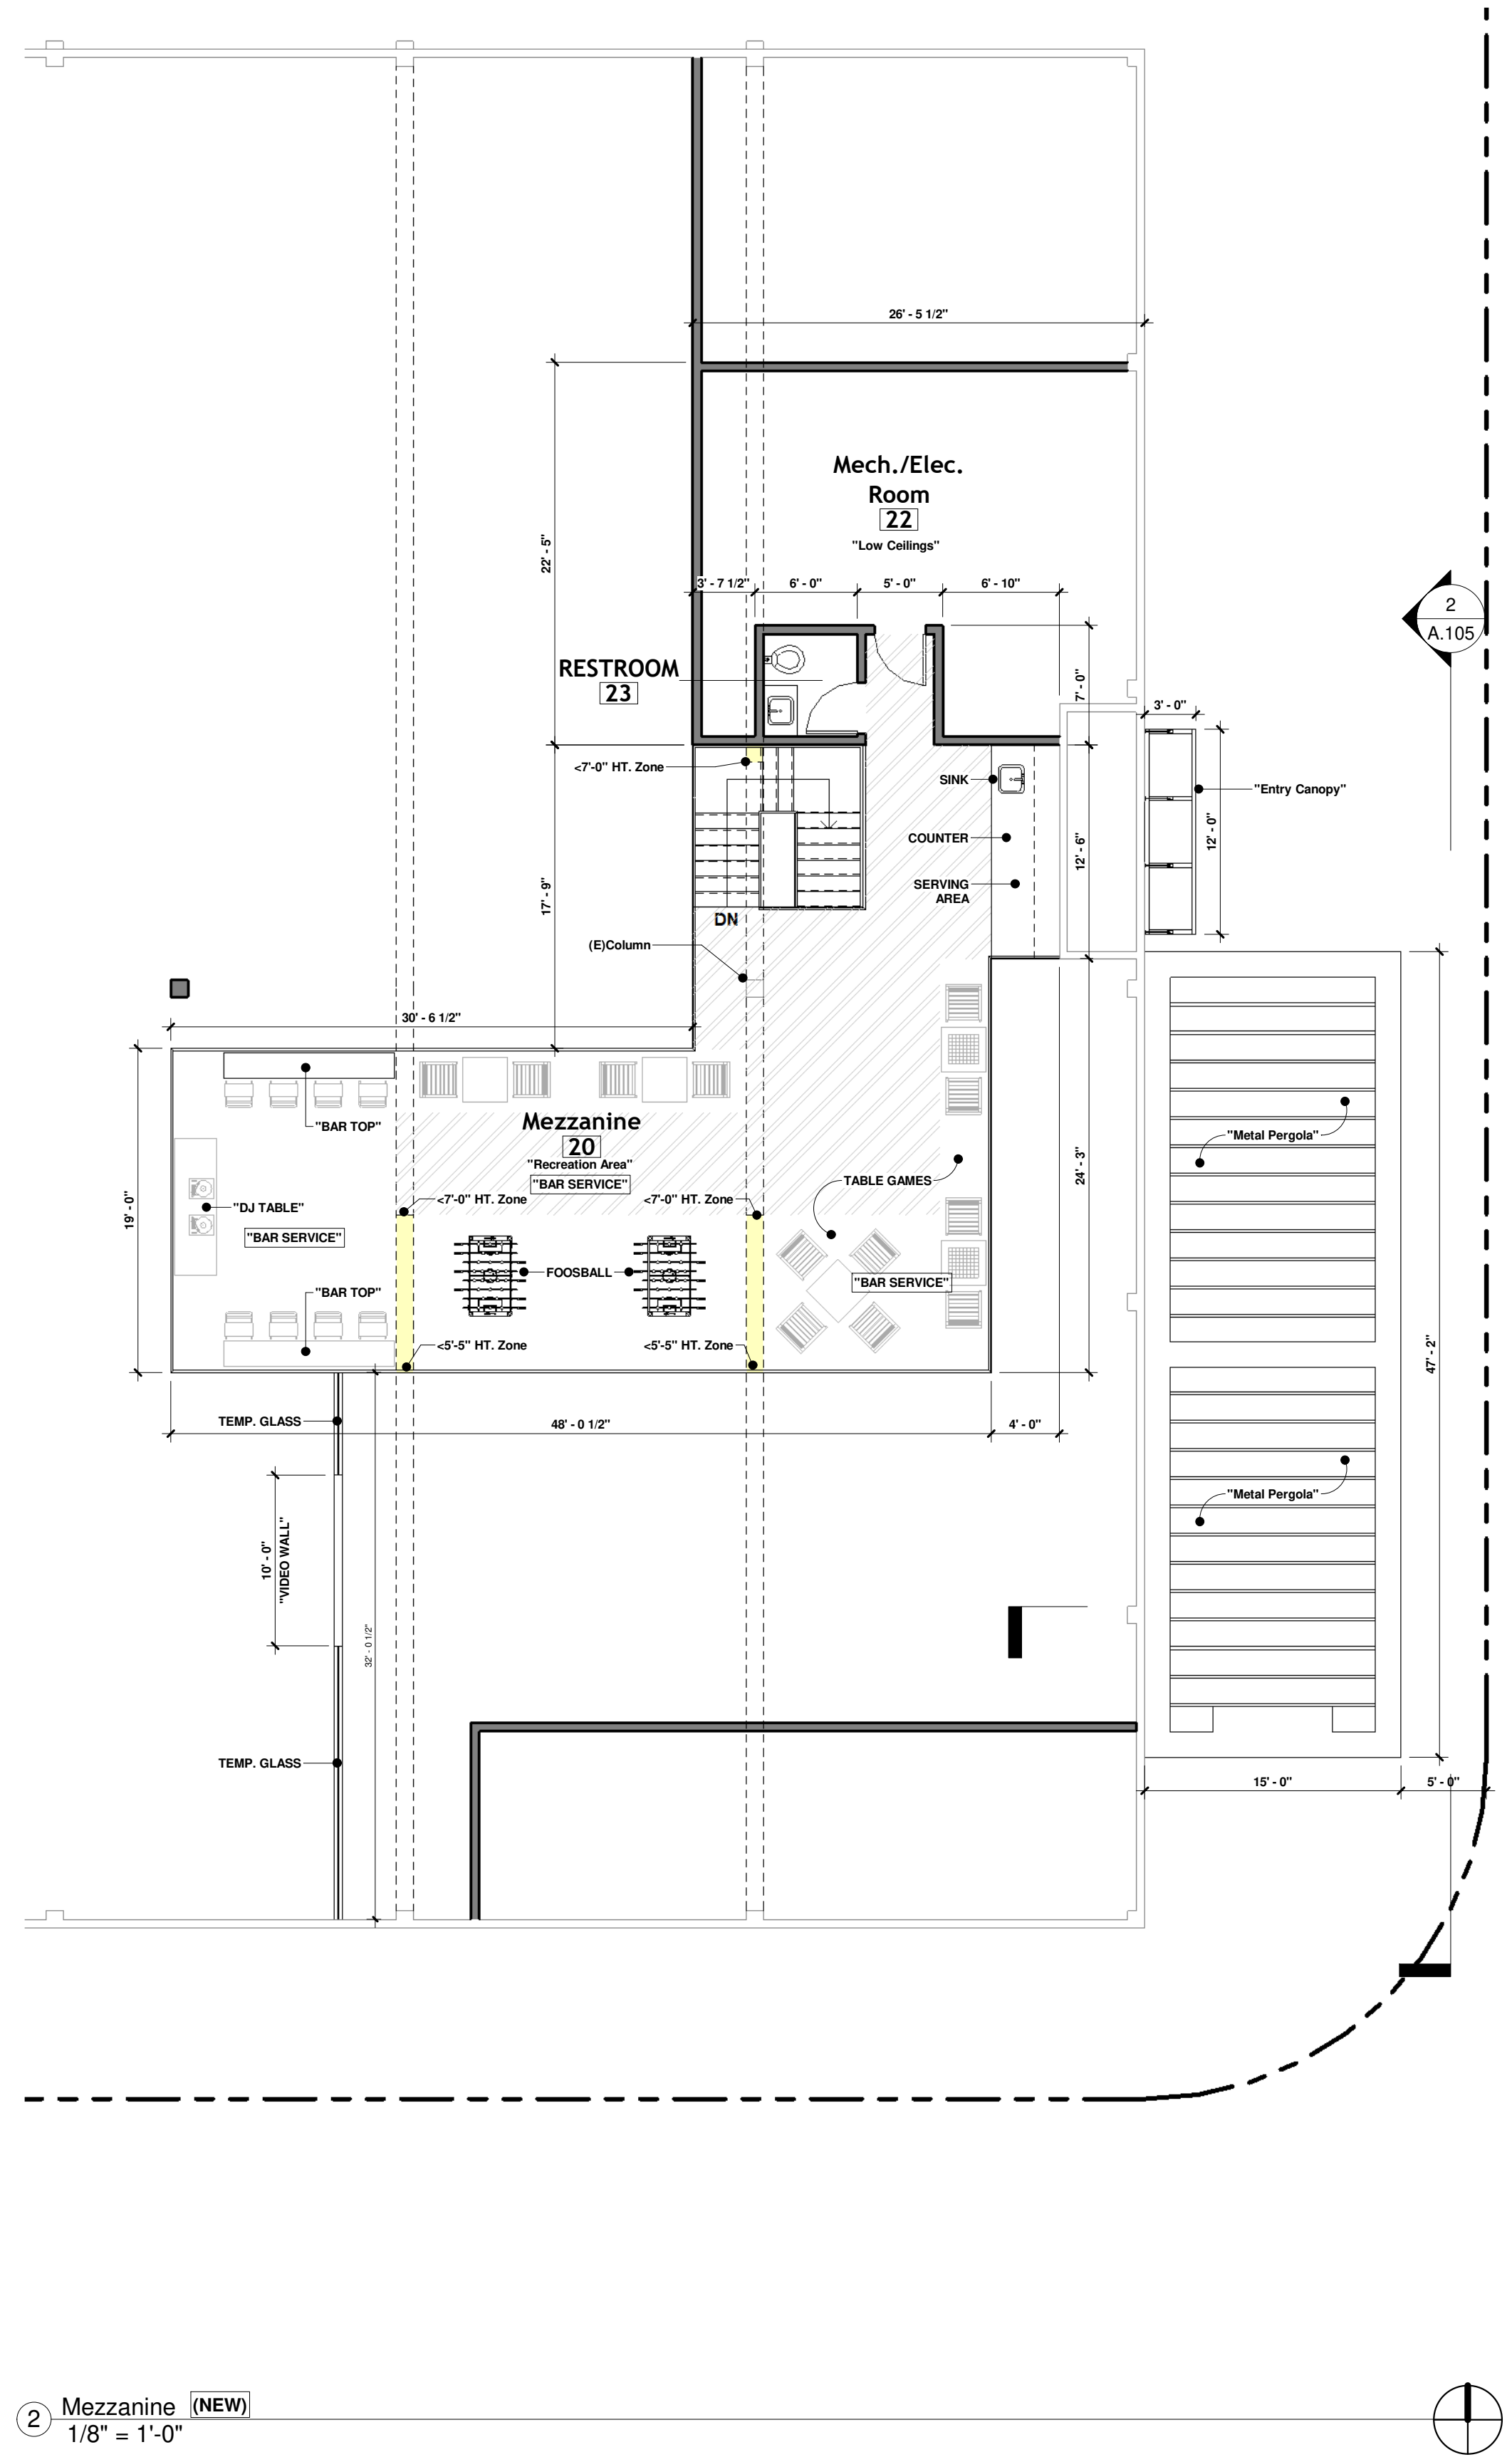 26' - 5 1/2"
Mech./Elec.
Room
22
"Low Ceilings"
22' - 5"
3' - 7 1/2"
6' - 0"
5' - 0"
6' - 10"
2
A.105
RESTROOM
23
7' - 0"
3' - 0"
<7'-0" HT. Zone
SINK
"Entry Canopy"
COUNTER
12' - 6"
12' - 0"
SERVING
AREA
17' - 9"
DN
(E)Column
30' - 6 1/2"
"BAR TOP"
Mezzanine
20
"Recreation Area"
"BAR SERVICE"
"Metal Pergola"
TABLE GAMES
24' - 3"
19' - 0"
<7'-0" HT. Zone
<7'-0" HT. Zone
"DJ TABLE"
"BAR SERVICE"
FOOSBALL
"BAR SERVICE"
"BAR TOP"
<5'-5" HT. Zone
<5'-5" HT. Zone
47' - 2"
TEMP. GLASS
48' - 0 1/2"
4' - 0"
"Metal Pergola"
10' - 0"
"VIDEO WALL"
32' - 0 1/2"
TEMP. GLASS
15' - 0"
5' - 0"
2
Mezzanine
(NEW)
1/8" = 1'-0"